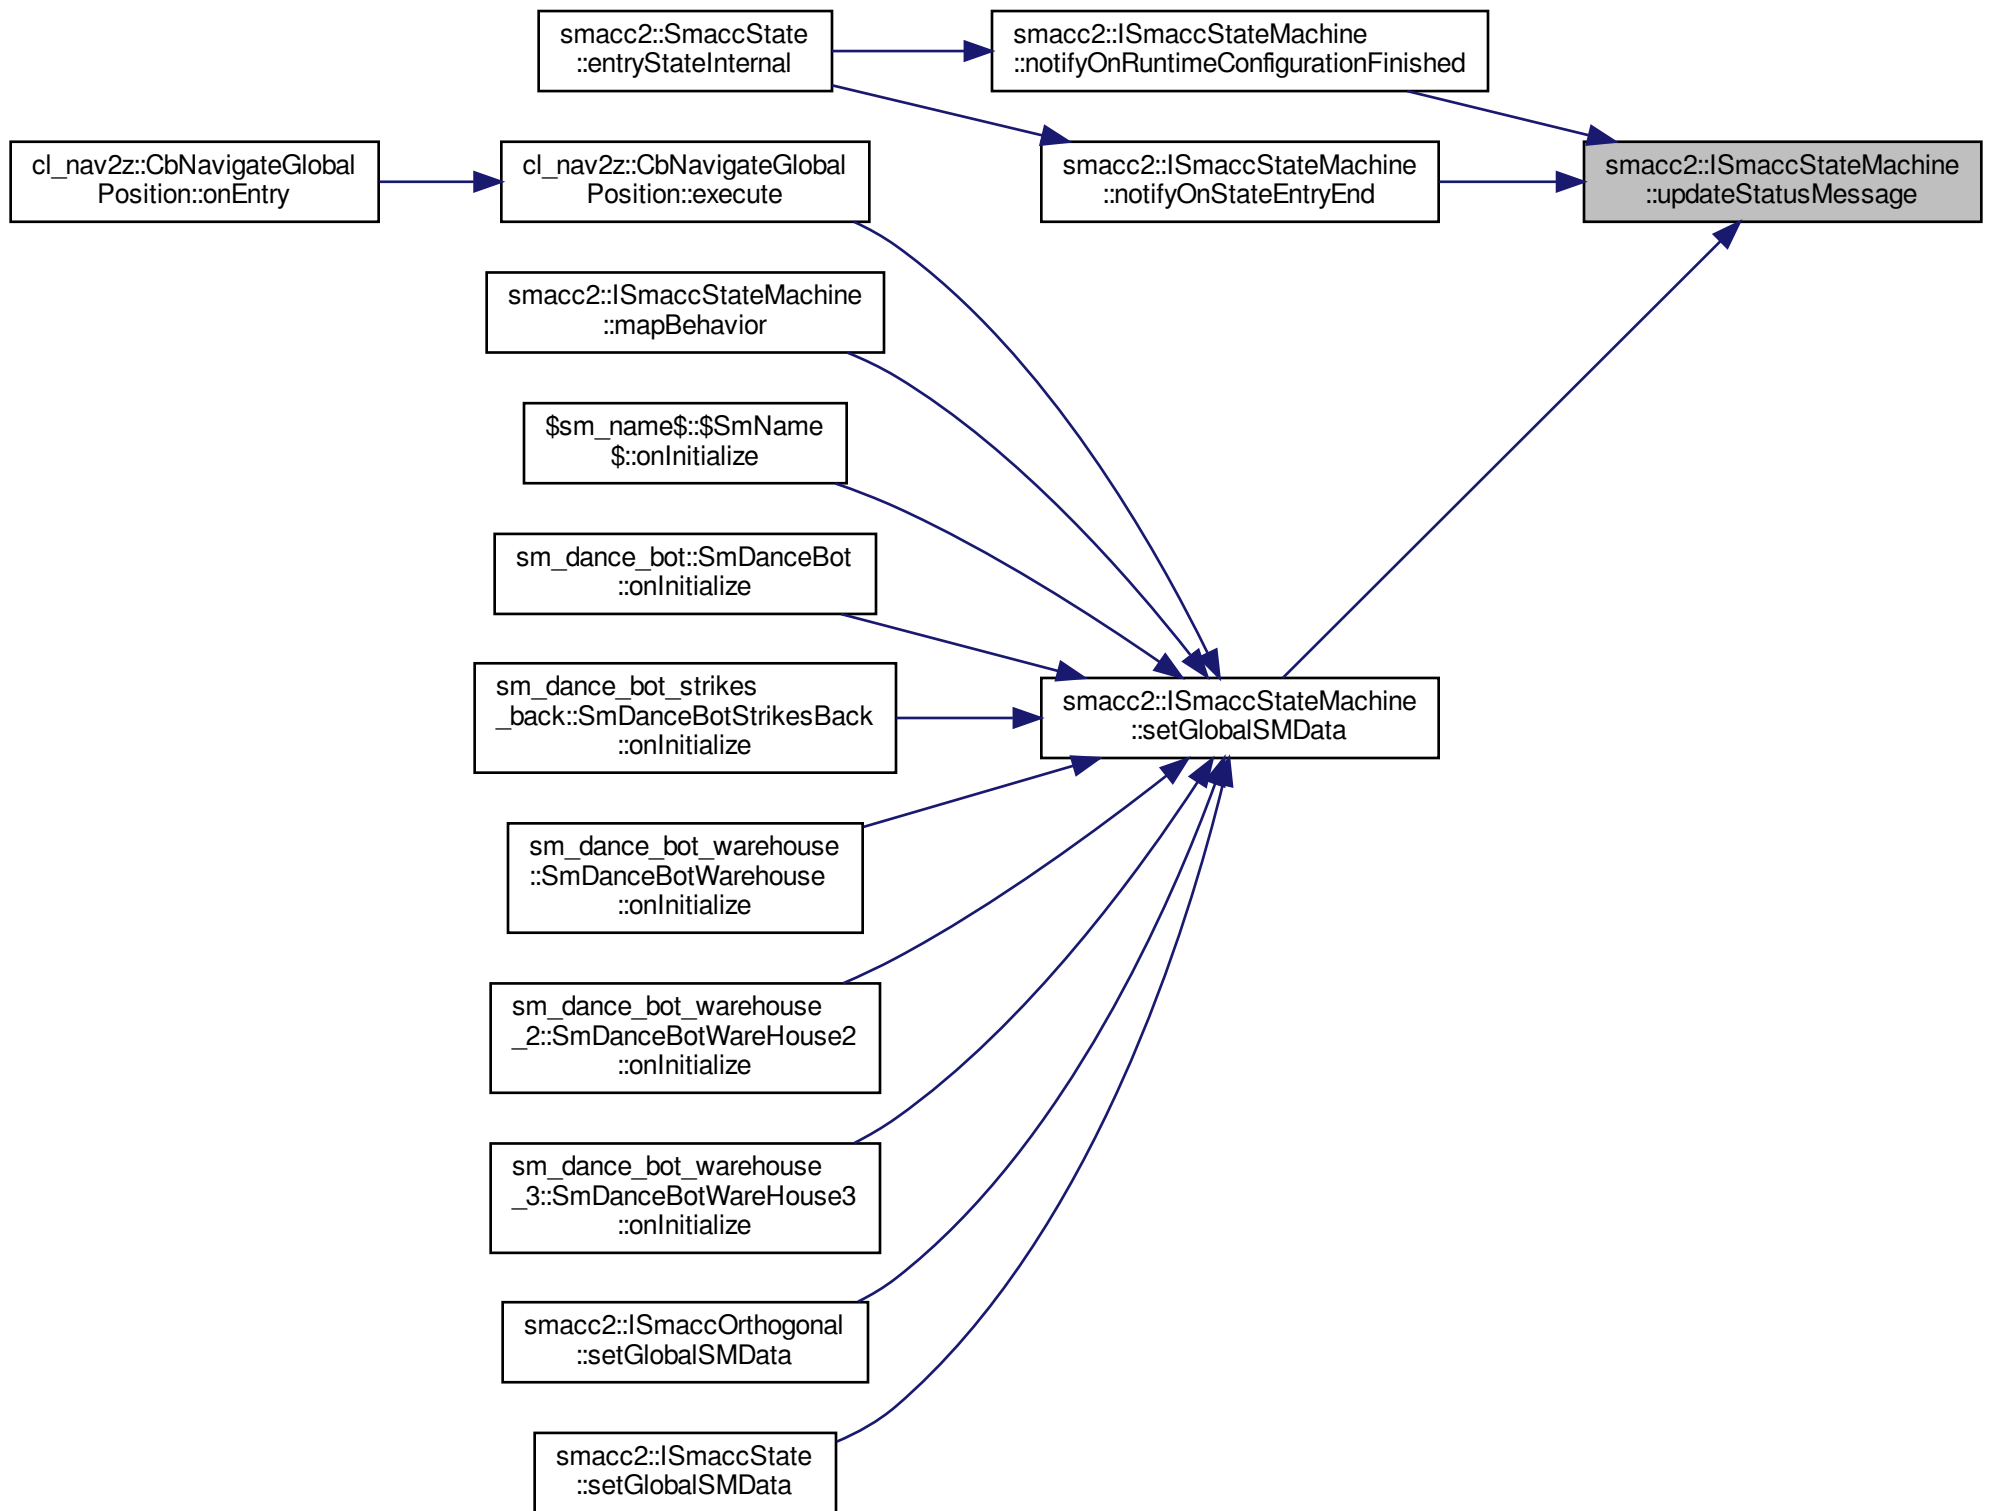 smacc2::SmaccState
::entryStateInternal
smacc2::ISmaccStateMachine
::notifyOnRuntimeConfigurationFinished
cl_nav2z::CbNavigateGlobal
Position::onEntry
cl_nav2z::CbNavigateGlobal
Position::execute
smacc2::ISmaccStateMachine
::notifyOnStateEntryEnd
smacc2::ISmaccStateMachine
::updateStatusMessage
smacc2::ISmaccStateMachine
::mapBehavior
$sm_name$::$SmName
$::onInitialize
sm_dance_bot::SmDanceBot
::onInitialize
sm_dance_bot_strikes
_back::SmDanceBotStrikesBack
::onInitialize
smacc2::ISmaccStateMachine
::setGlobalSMData
sm_dance_bot_warehouse
::SmDanceBotWarehouse
::onInitialize
sm_dance_bot_warehouse
_2::SmDanceBotWareHouse2
::onInitialize
sm_dance_bot_warehouse
_3::SmDanceBotWareHouse3
::onInitialize
smacc2::ISmaccOrthogonal
::setGlobalSMData
smacc2::ISmaccState
::setGlobalSMData